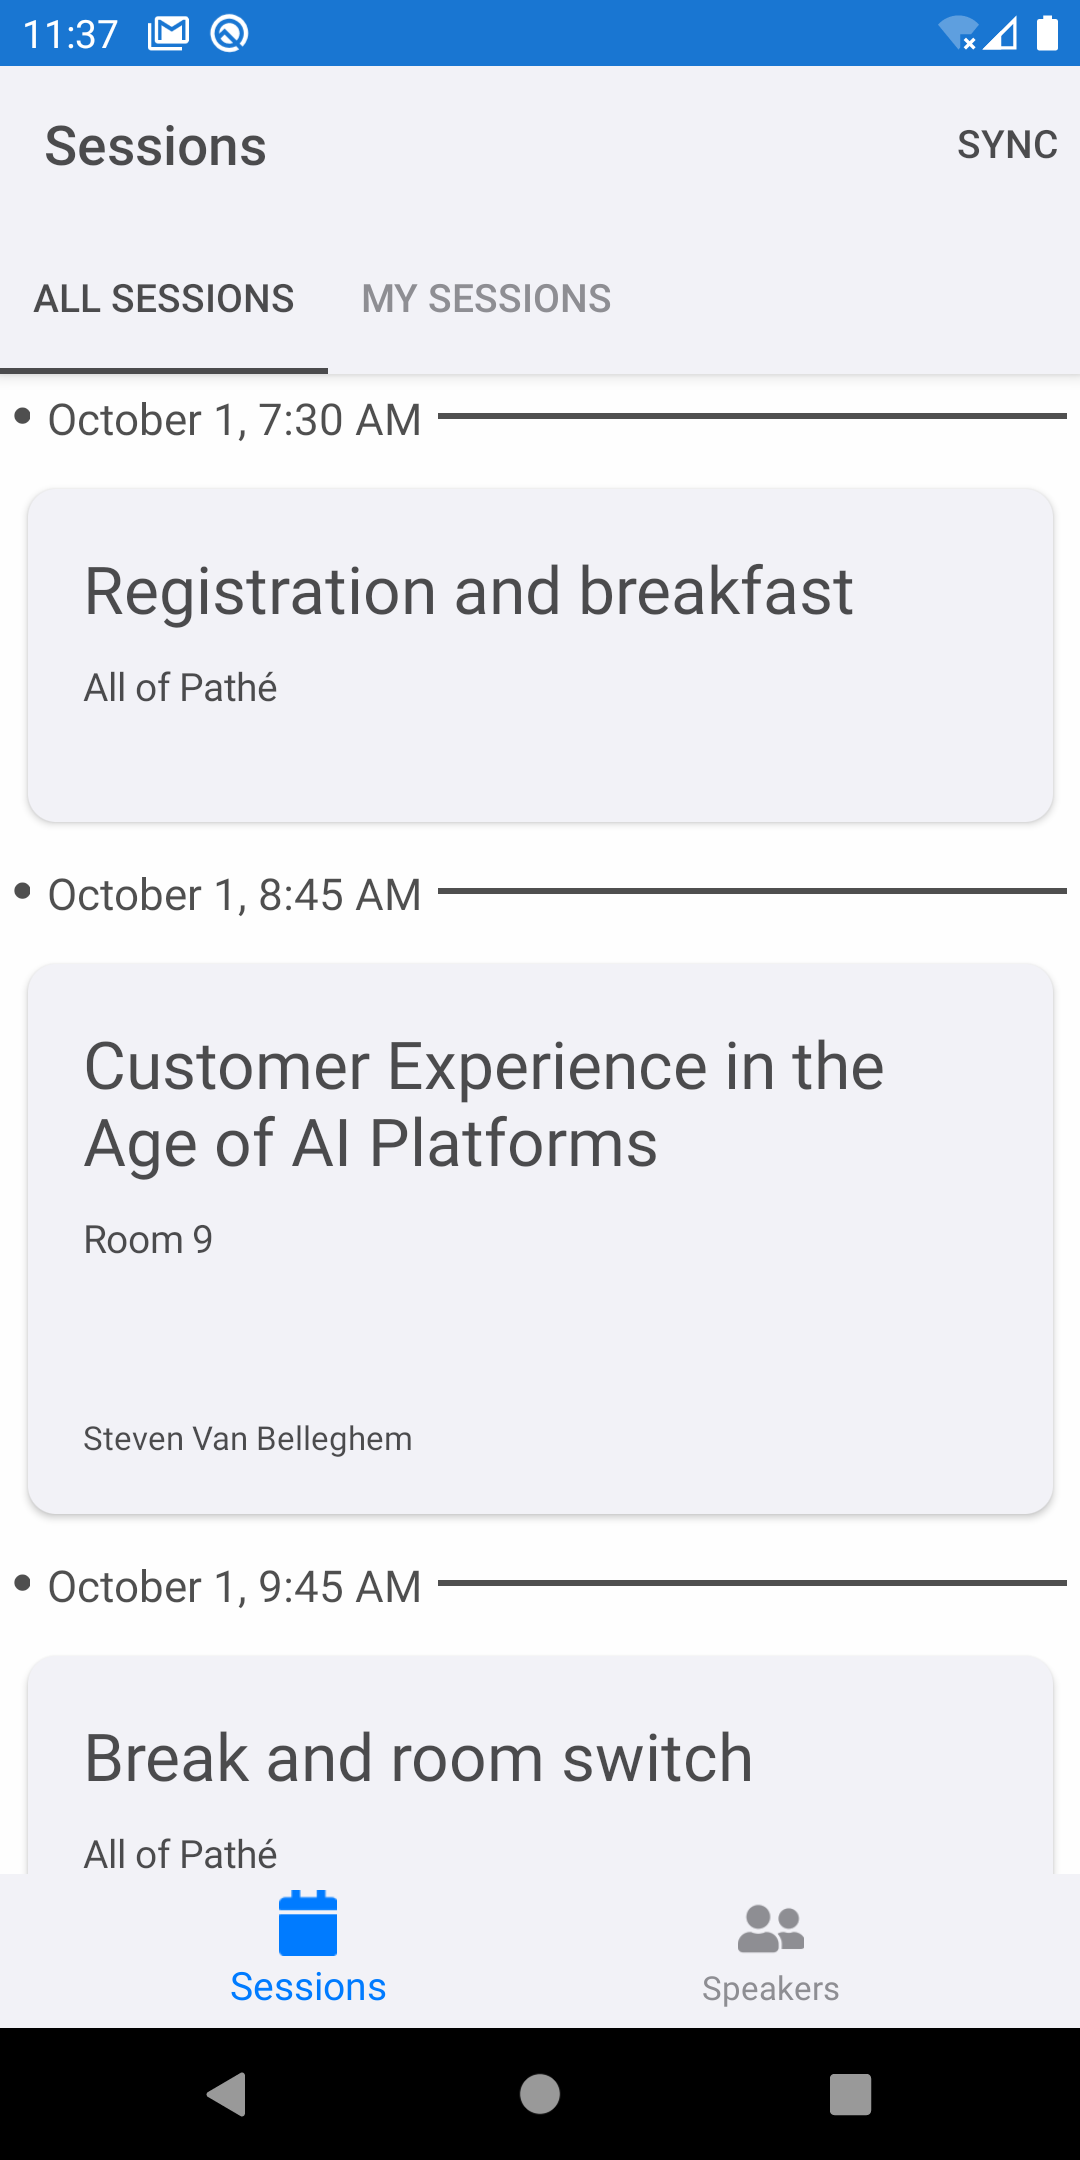 11:37
Sessions
SYNC
ALL SESSIONS
MY SESSIONS
• October 1, 7:30 AM
Registration and breakfast
All of Pathé
• October 1, 8:45 AM
Customer Experience in the
Age of AI Platforms
Room 9
Steven Van Belleghem
• October 1, 9:45 AM
Break and room switch
All of Pathé
Sessions
Speakers